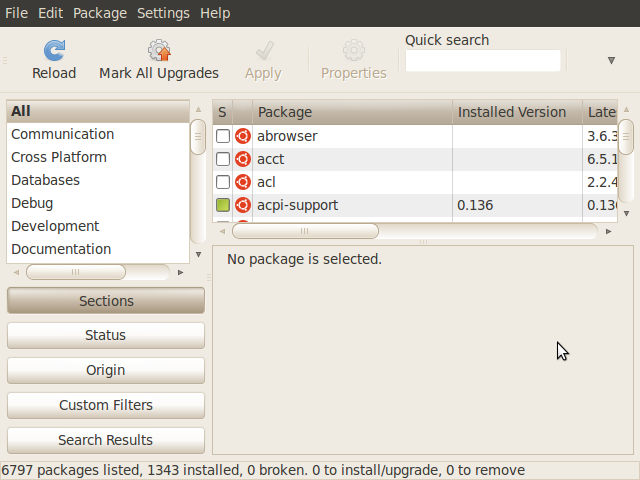 File Edit Package Settings Help
Quick search
Reload Mark All Upgrades Apply Properties
All
Communication
Cross Platform
Databases
Debug
Development
Documentation
S Package Installed Version Late
abrowser 3.6.3
acct 6.5.1
acl 2.2.4
acpi-support 0.136 0.136
No package is selected.
Sections
Status
Origin
Custom Filters
Search Results
6797 packages listed, 1343 installed, 0 broken. 0 to install/upgrade, 0 to remove